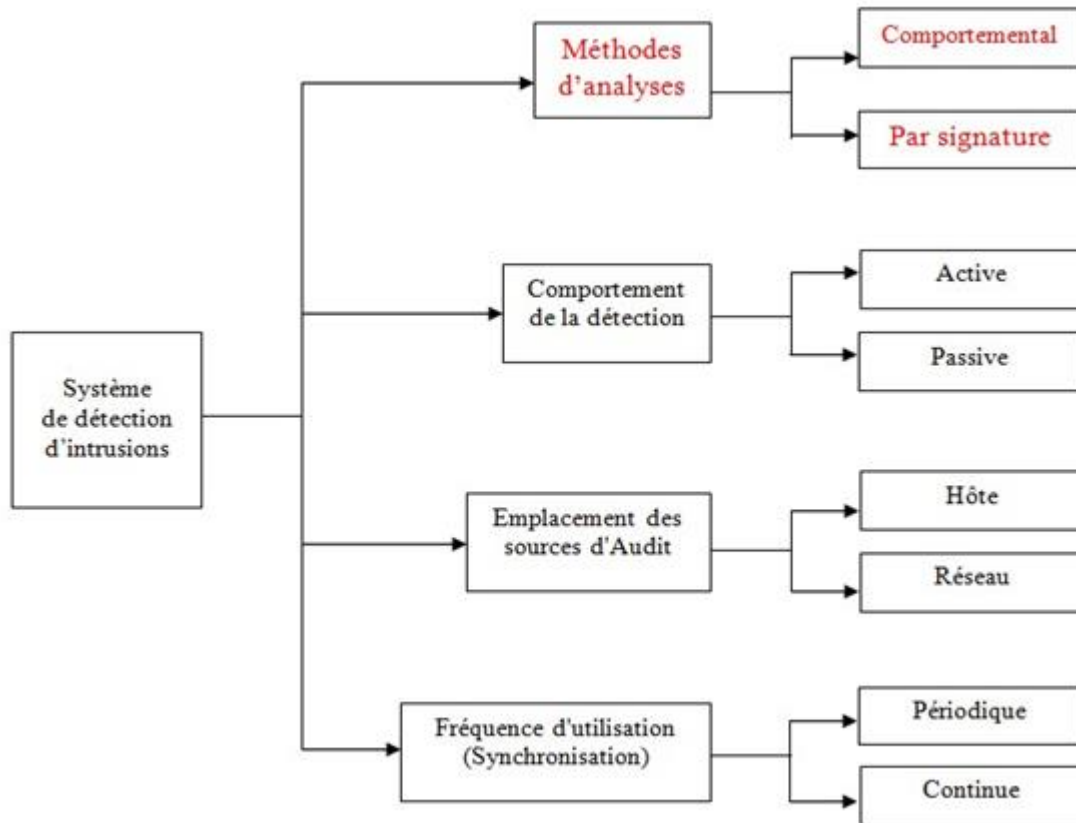 Méthodes
d'analyses
Comportemental
Par signature
Comportement
de la détection
Active
Passive
Système
de détection
d'intrusions
Emplacement des
sources d'Audit
Hôte
Réseau
Fréquence d'utilisation
(Synchronisation)
Périodique
Continue